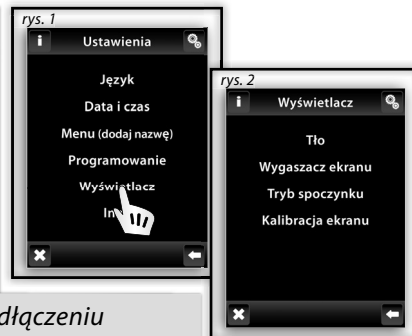 rys. 1
i Ustawienia
Język
Data i czas
Menu (dodaj nazwę)
Programowanie
Wyświetlacz
rys. 2
i Wyświetlacz
Tło
Wygaszacz ekranu
Tryb spoczynku
Kalibracja ekranu
dłączeniu